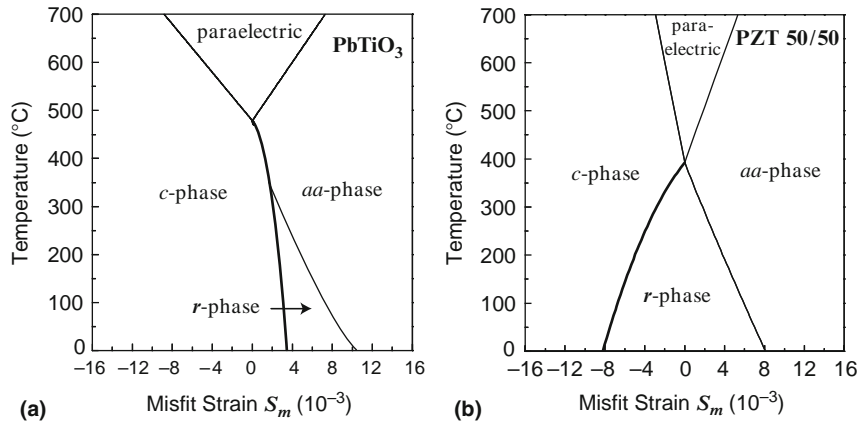 700
600
500
400
300
200
100
0
Temperature (°C)
paraelectric
PbTiO₃
c-phase
aa-phase
r-phase
−16 −12 −8 −4 0 4 8 12 16
(a)
Misfit Strain Sₘ (10⁻³)
700
600
500
400
300
200
100
0
Temperature (°C)
para-
electric
PZT 50/50
c-phase
aa-phase
r-phase
−16 −12 −8 −4 0 4 8 12 16
(b)
Misfit Strain Sₘ (10⁻³)